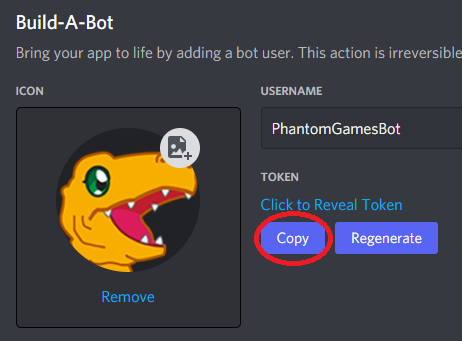 Build-A-Bot
Bring your app to life by adding a bot user. This action is irreversible
ICON
USERNAME
PhantomGamesBot
TOKEN
Click to Reveal Token
Copy
Regenerate
Remove